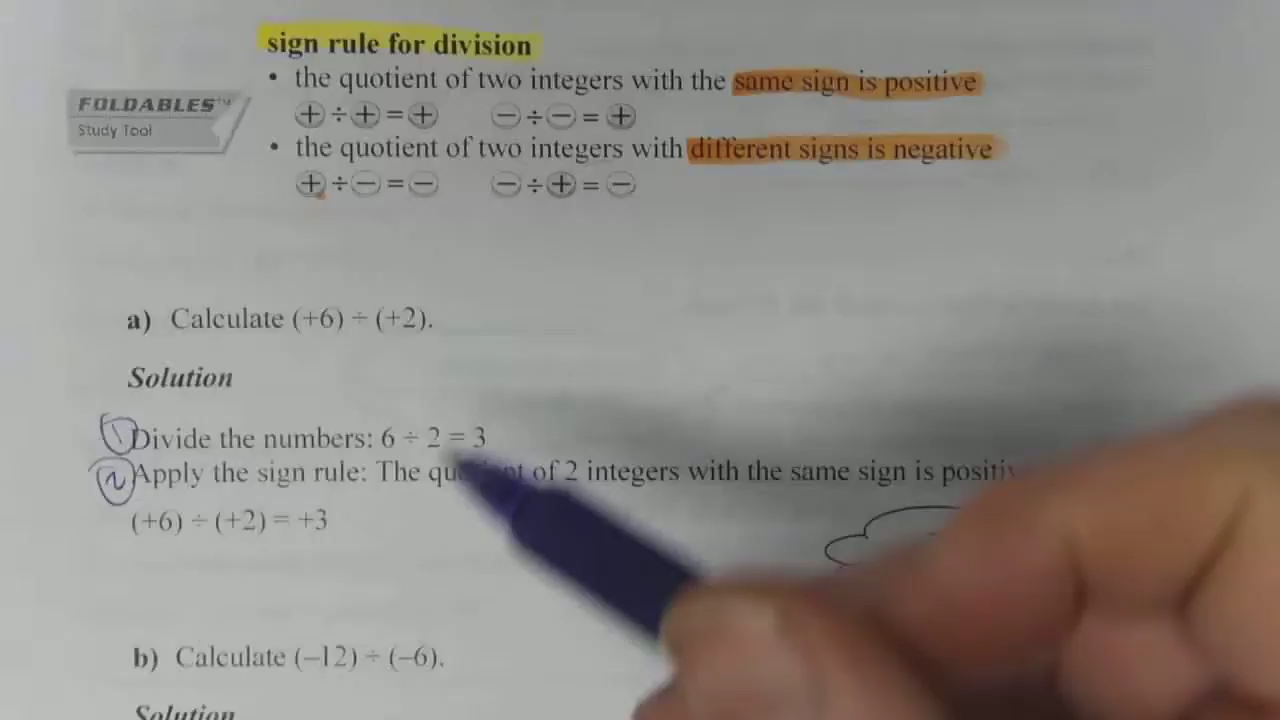 sign rule for division
• the quotient of two integers with the same sign is positive
FOLDABLES™
Study Tool
⊕ ÷ ⊕ = ⊕ ⊖ ÷ ⊖ = ⊕
• the quotient of two integers with different signs is negative
⊕ ÷ ⊖ = ⊖ ⊖ ÷ ⊕ = ⊖
a) Calculate (+6) ÷ (+2).
Solution
① Divide the numbers: 6 ÷ 2 = 3
② Apply the sign rule: The of 2 integers with the same sign is
(+6) ÷ (+2) = +3
b) Calculate (−12) ÷ (−6).
Solution